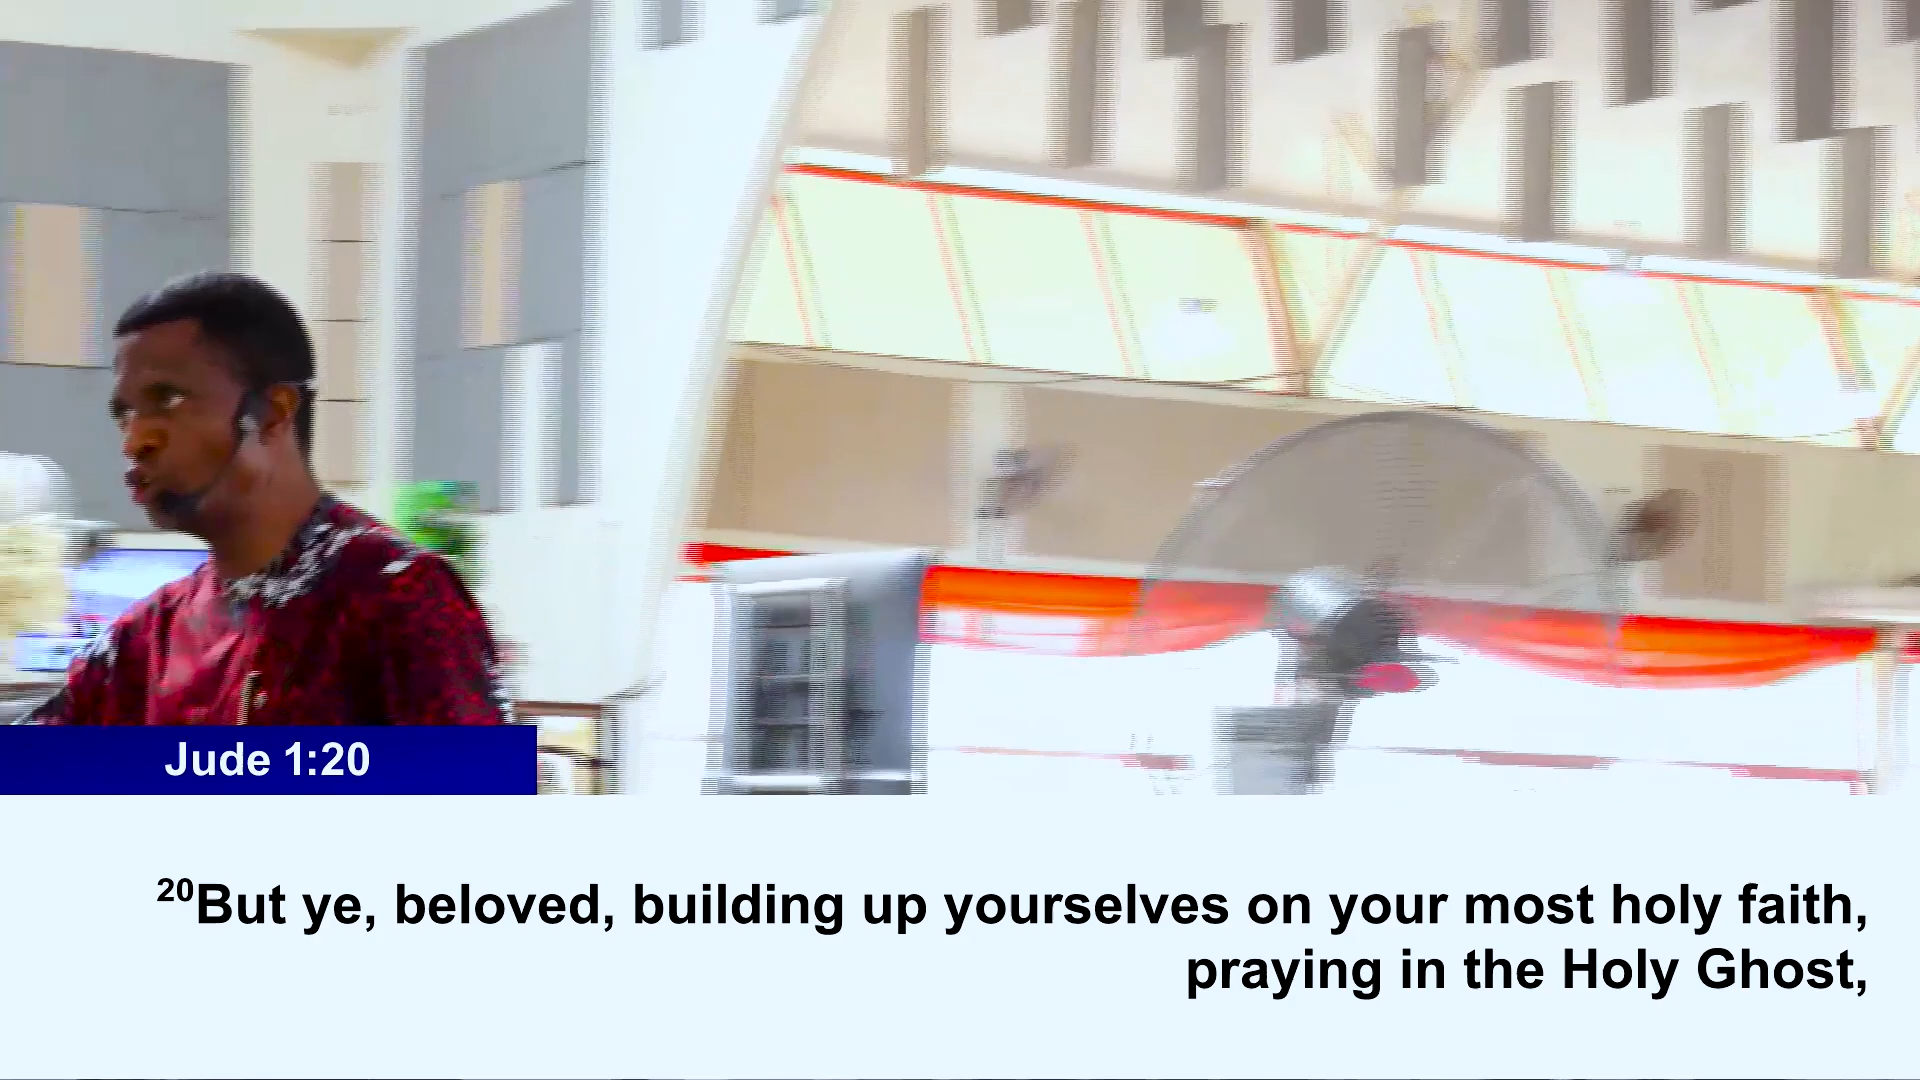 Jude 1:20
20But ye, beloved, building up yourselves on your most holy faith,
praying in the Holy Ghost,